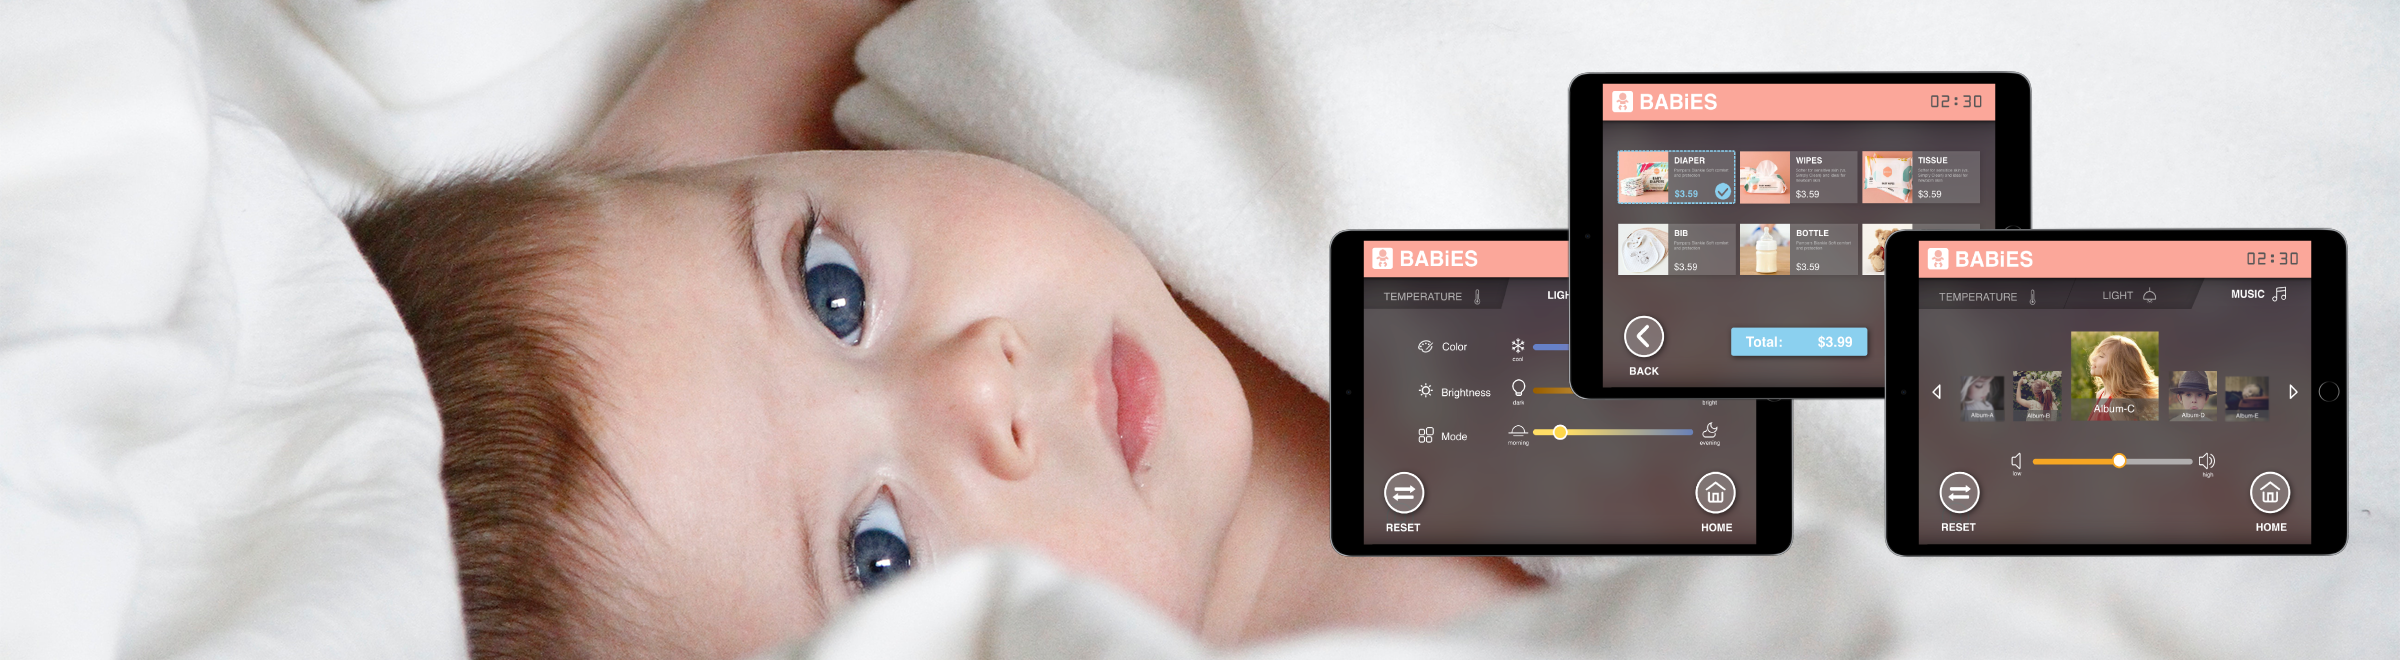 BABiES
02:30
DIAPER
$3.59
WIPES
$3.59
TISSUE
$3.59
BIB
$3.59
BOTTLE
$3.59
BACK
Total: $3.99
BABiES
TEMPERATURE
LIGH
Color
cool
Brightness
dark
bright
Mode
morning
evening
RESET
HOME
BABiES
02:30
TEMPERATURE
LIGHT
MUSIC
Album-A
Album-B
Album-C
Album-D
Album-E
low
high
RESET
HOME